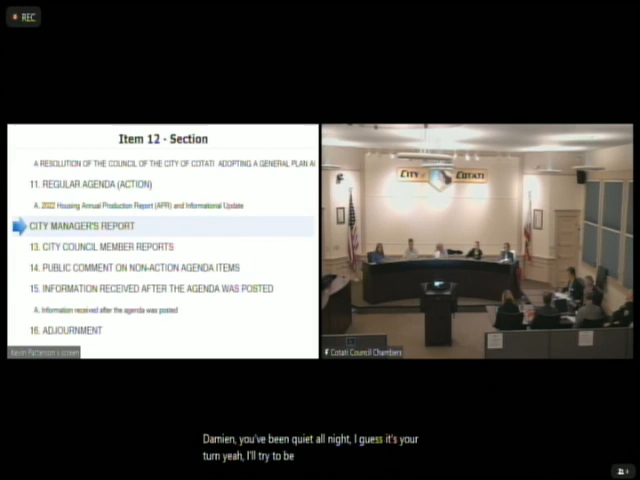 REC
Item 12 - Section
A RESOLUTION OF THE COUNCIL OF THE CITY OF COTATI ADOPTING A GENERAL PLAN AI
11. REGULAR AGENDA (ACTION)
A. 2022 Housing Annual Production Report (APR) and Informational Update
CITY MANAGER'S REPORT
13. CITY COUNCIL MEMBER REPORTS
14. PUBLIC COMMENT ON NON-ACTION AGENDA ITEMS
15. INFORMATION RECEIVED AFTER THE AGENDA WAS POSTED
A. Information received after the agenda was posted
16. ADJOURNMENT
Kevin Patterson's screen
CITY COTATI
Cotati Council Chambers
Damien, you've been quiet all night, I guess it's your
turn yeah, I'll try to be